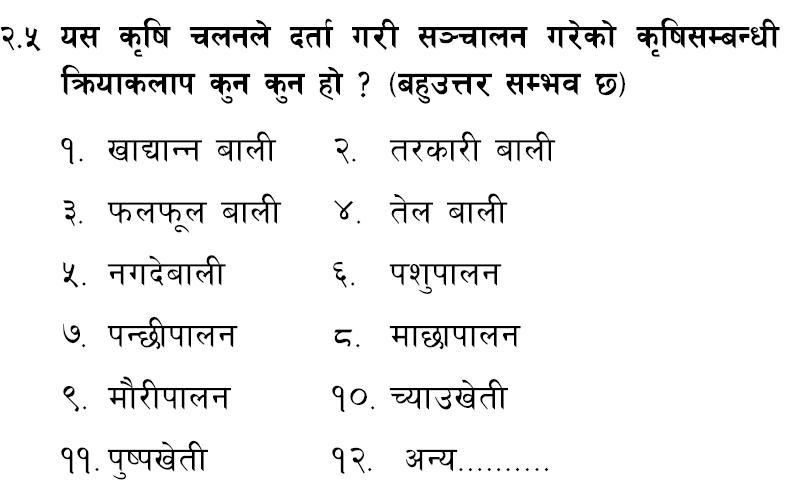 २.५ यस कृषि चलनले दर्ता गरी सञ्चालन गरेको कृषिसम्बन्धी
क्रियाकलाप कुन कुन हो ? (बहुउत्तर सम्भव छ)
१. खाद्यान्न बाली २. तरकारी बाली
३. फलफूल बाली ४. तेल बाली
५. नगदेबाली ६. पशुपालन
७. पन्छीपालन ८. माछापालन
९. मौरीपालन १०. च्याउखेती
११. पुष्पखेती १२. अन्य..........